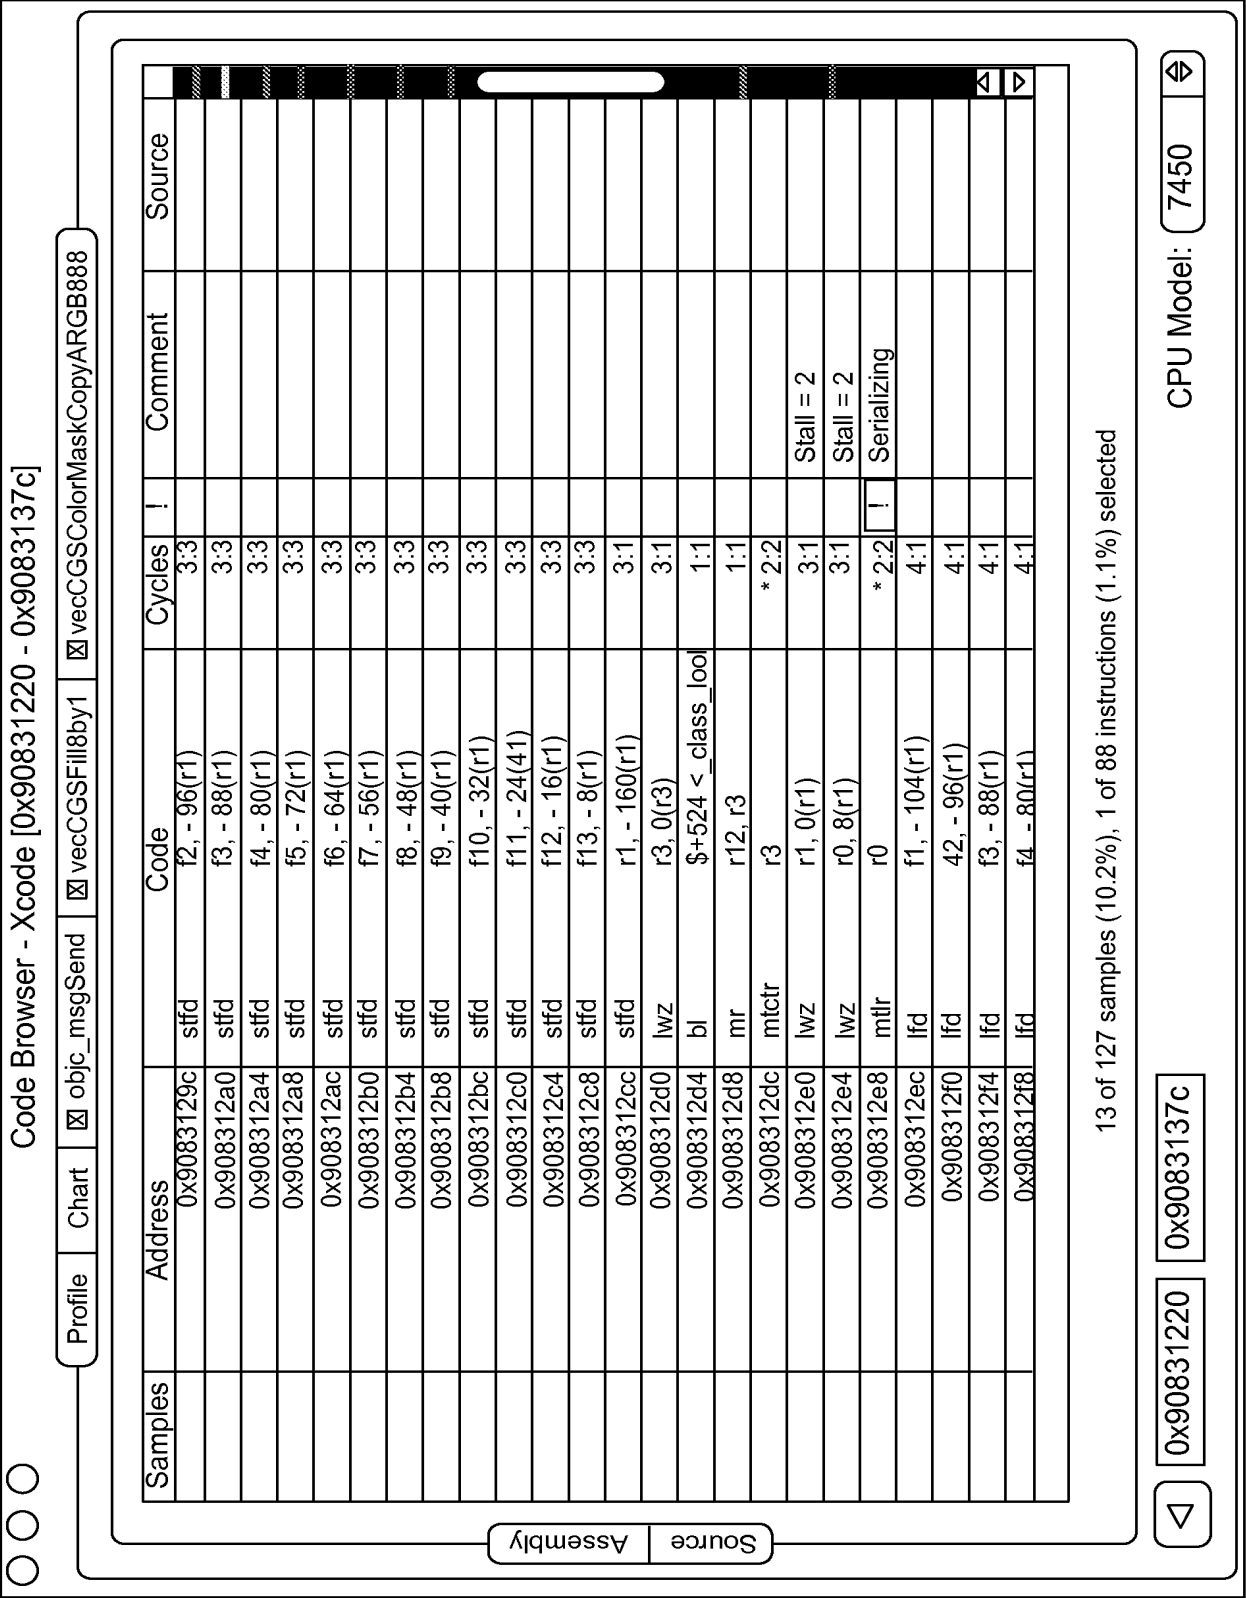 Code Browser - Xcode [0x90831220 - 0x9083137c]
Profile Chart ☒ objc_msgSend ☒ vecCGSFill8by1 ☒ vecCGSColorMaskCopyARGB888
Samples Address Code Cycles ! Comment Source
0x9083129c stfd f2, - 96(r1) 3:3
0x908312a0 stfd f3, - 88(r1) 3:3
0x908312a4 stfd f4, - 80(r1) 3:3
0x908312a8 stfd f5, - 72(r1) 3:3
0x908312ac stfd f6, - 64(r1) 3:3
0x908312b0 stfd f7, - 56(r1) 3:3
0x908312b4 stfd f8, - 48(r1) 3:3
0x908312b8 stfd f9, - 40(r1) 3:3
0x908312bc stfd f10, - 32(r1) 3:3
0x908312c0 stfd f11, - 24(41) 3:3
0x908312c4 stfd f12, - 16(r1) 3:3
0x908312c8 stfd f13, - 8(r1) 3:3
0x908312cc stfd r1, - 160(r1) 3:1
0x908312d0 lwz r3, 0(r3) 3:1
0x908312d4 bl $+524 <_class_lool 1:1
0x908312d8 mr r12, r3 1:1
0x908312dc mtctr r3 * 2:2
0x908312e0 lwz r1, 0(r1) 3:1 Stall = 2
0x908312e4 lwz r0, 8(r1) 3:1 Stall = 2
0x908312e8 mtlr r0 * 2:2 ! Serializing
0x908312ec lfd f1, - 104(r1) 4:1
0x908312f0 lfd 42, - 96(r1) 4:1
0x908312f4 lfd f3, - 88(r1) 4:1
0x908312f8 lfd f4, - 80(r1) 4:1
Assembly
Source
13 of 127 samples (10.2%), 1 of 88 instructions (1.1%) selected
0x90831220 0x9083137c CPU Model: 7450